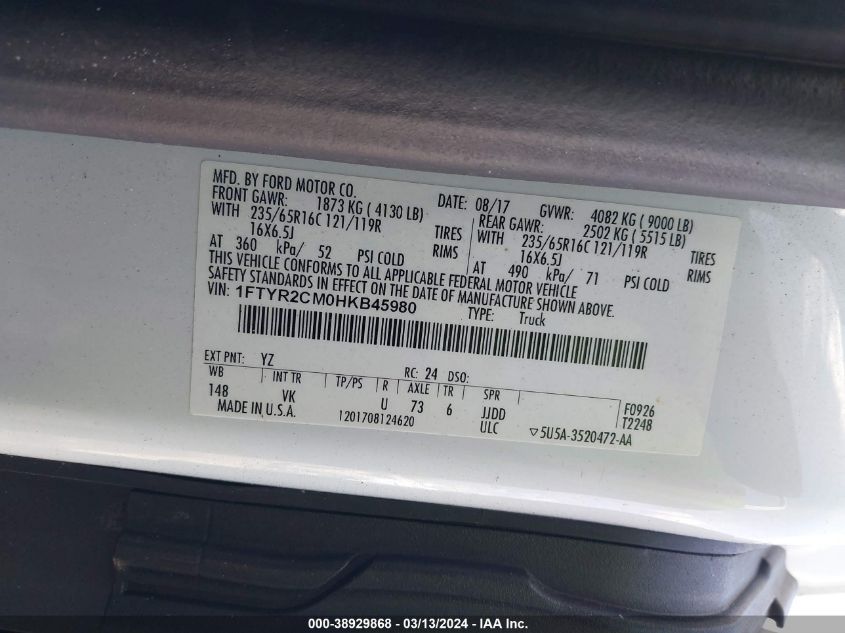 MFD. BY FORD MOTOR CO. DATE: 08/17 GVWR: 4082 KG ( 9000 LB)
FRONT GAWR: 1873 KG ( 4130 LB) REAR GAWR: 2502 KG ( 5515 LB)
WITH 235/65R16C 121/119R TIRES WITH 235/65R16C 121/119R TIRES
16X6.5J RIMS 16X6.5J RIMS
AT 360 kPa/ 52 PSI COLD AT 490 kPa/ 71 PSI COLD
THIS VEHICLE CONFORMS TO ALL APPLICABLE FEDERAL MOTOR VEHICLE
SAFETY STANDARDS IN EFFECT ON THE DATE OF MANUFACTURE SHOWN ABOVE.
VIN: 1FTYR2CM0HKB45980 TYPE: Truck
EXT PNT: YZ RC: 24 DSO:
WB INT TR TP/PS R AXLE TR SPR F0926
148 VK U 73 6 JJDD T2248
MADE IN U.S.A. 1201708124620 ULC ▽5U5A-3520472-AA
000-38929868 - 03/13/2024 - An IAA Inc.